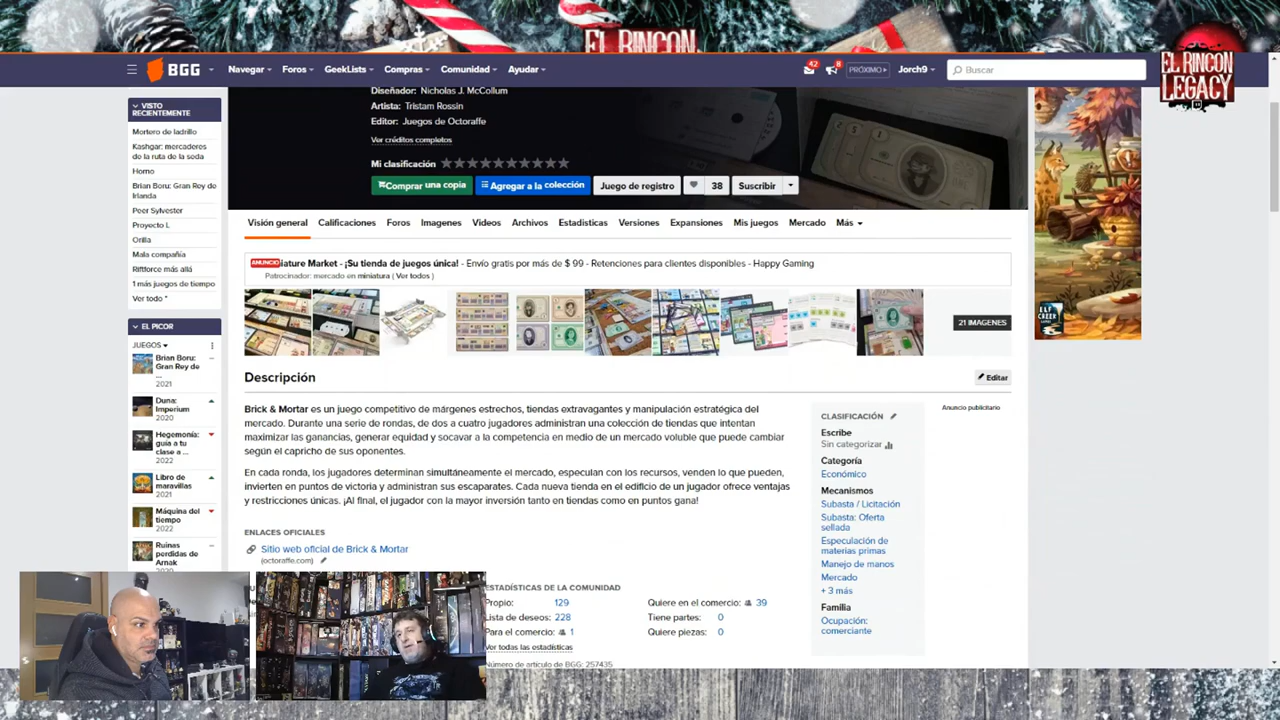 EL RINCON
EL RINCON
LEGACY
BGG
Navegar
Foros
GeekLists
Compras
Comunidad
Ayudar
42
8
PRÓXIMO
Jorch9
Buscar
VISTO
RECIENTEMENTE
Mortero de ladrillo
Kashgar: mercaderes
de la ruta de la seda
Horno
Brian Boru: Gran Rey de
Irlanda
Peer Sylvester
Proyecto L
Orilla
Mala compañía
Riftforce más allá
1 más juegos de tiempo
Ver todo "
EL PICOR
JUEGOS
Brian Boru:
Gran Rey de
...
2021
Duna:
Imperium
2020
Hegemonía:
guía a tu
clase a ...
2022
Libro de
maravillas
2021
Máquina del
tiempo
2022
Ruinas
perdidas de
Arnak
Diseñador: Nicholas J. McCollum
Artista: Tristam Rossin
Editor: Juegos de Octoraffe
Ver créditos completos
Mi clasificación
Comprar una copia
Agregar a la colección
Juego de registro
38
Suscribir
Visión general
Calificaciones
Foros
Imagenes
Videos
Archivos
Estadísticas
Versiones
Expansiones
Mis juegos
Mercado
Más
ANUNCIO
iature Market - ¡Su tienda de juegos única! - Envío gratis por más de $ 99 - Retenciones para clientes disponibles - Happy Gaming
Patrocinador: mercado en miniatura ( Ver todos )
21 IMAGENES
Descripción
Editar
Brick & Mortar es un juego competitivo de márgenes estrechos, tiendas extravagantes y manipulación estratégica del
mercado. Durante una serie de rondas, de dos a cuatro jugadores administran una colección de tiendas que intentan
maximizar las ganancias, generar equidad y socavar a la competencia en medio de un mercado voluble que puede cambiar
según el capricho de sus oponentes.
En cada ronda, los jugadores determinan simultáneamente el mercado, especulan con los recursos, venden lo que pueden,
invierten en puntos de victoria y administran sus escaparates. Cada nueva tienda en el edificio de un jugador ofrece ventajas
y restricciones únicas. ¡Al final, el jugador con la mayor inversión tanto en tiendas como en puntos gana!
ENLACES OFICIALES
Sitio web oficial de Brick & Mortar
(octoraffe.com)
ESTADÍSTICAS DE LA COMUNIDAD
Propio: 129
Quiere en el comercio: 39
Lista de deseos: 228
Tiene partes: 0
Para el comercio: 1
Quiere piezas: 0
Ver todas las estadísticas
Número de artículo de BGG: 257435
CLASIFICACIÓN
Escribe
Sin categorizar
Categoría
Económico
Mecanismos
Subasta / Licitación
Subasta: Oferta
sellada
Especulación de
materias primas
Manejo de manos
Mercado
+ 3 más
Familia
Ocupación:
comerciante
Anuncio publicitario
ELF
CREEK